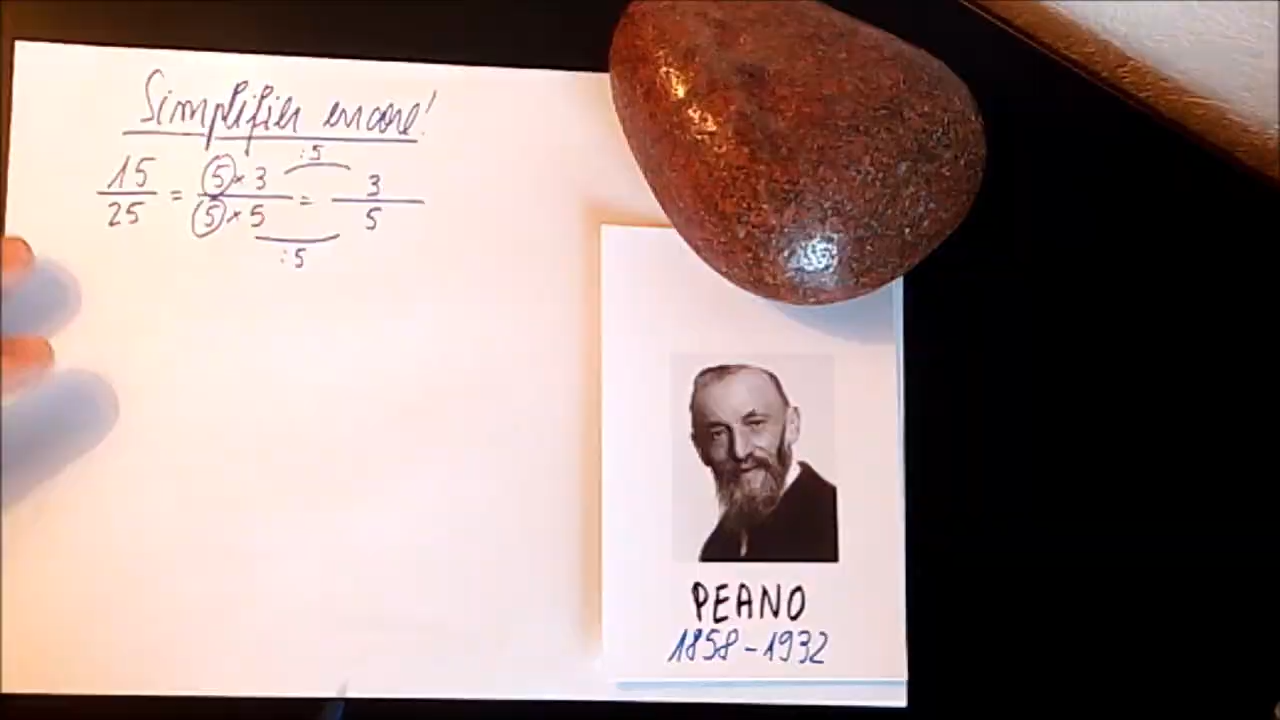 Simplifier encore!
15/25 = 5×3/5×5 = 3/5
:5
:5
PEANO
1858-1932